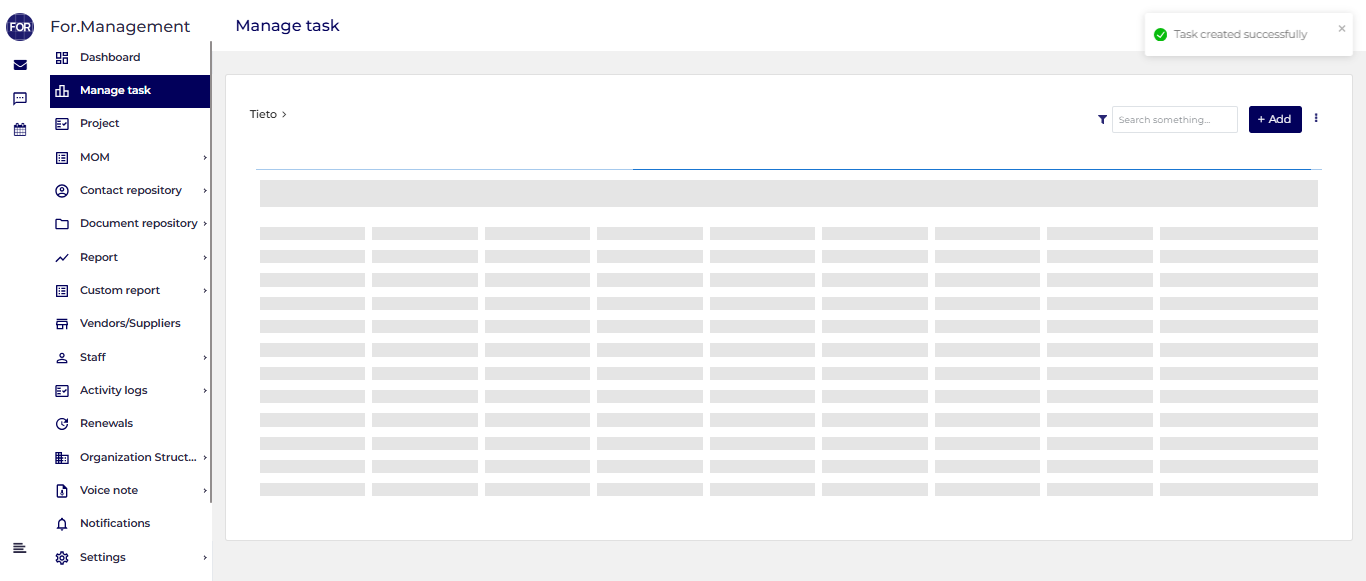 FOR
For.Management
Manage task
Task created successfully
Dashboard
Manage task
Project
MOM
Contact repository
Document repository
Report
Custom report
Vendors/Suppliers
Staff
Activity logs
Renewals
Organization Struct...
Voice note
Notifications
Settings
Tieto >
Search something...
+ Add